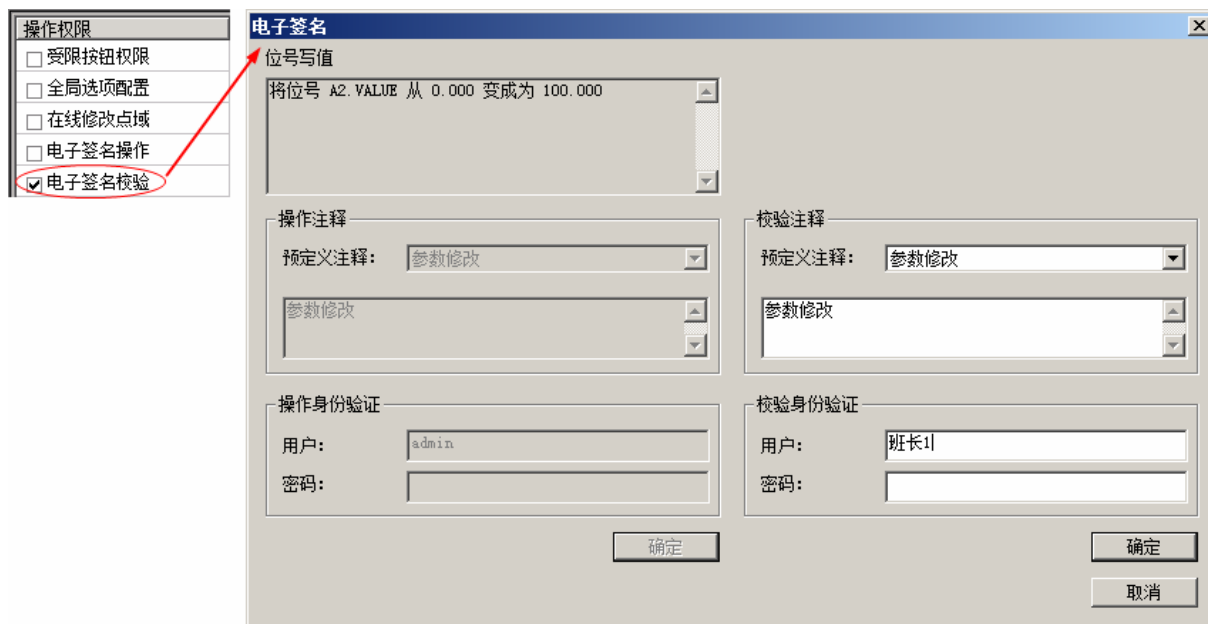 操作权限
受限按钮权限
全局选项配置
在线修改点域
电子签名操作
电子签名校验
电子签名
位号写值
将位号 A2.VALUE 从 0.000 变成为 100.000
操作注释
预定义注释： 参数修改
参数修改
校验注释
预定义注释： 参数修改
参数修改
操作身份验证
用户： admin
密码：
确定
校验身份验证
用户： 班长1
密码：
确定
取消